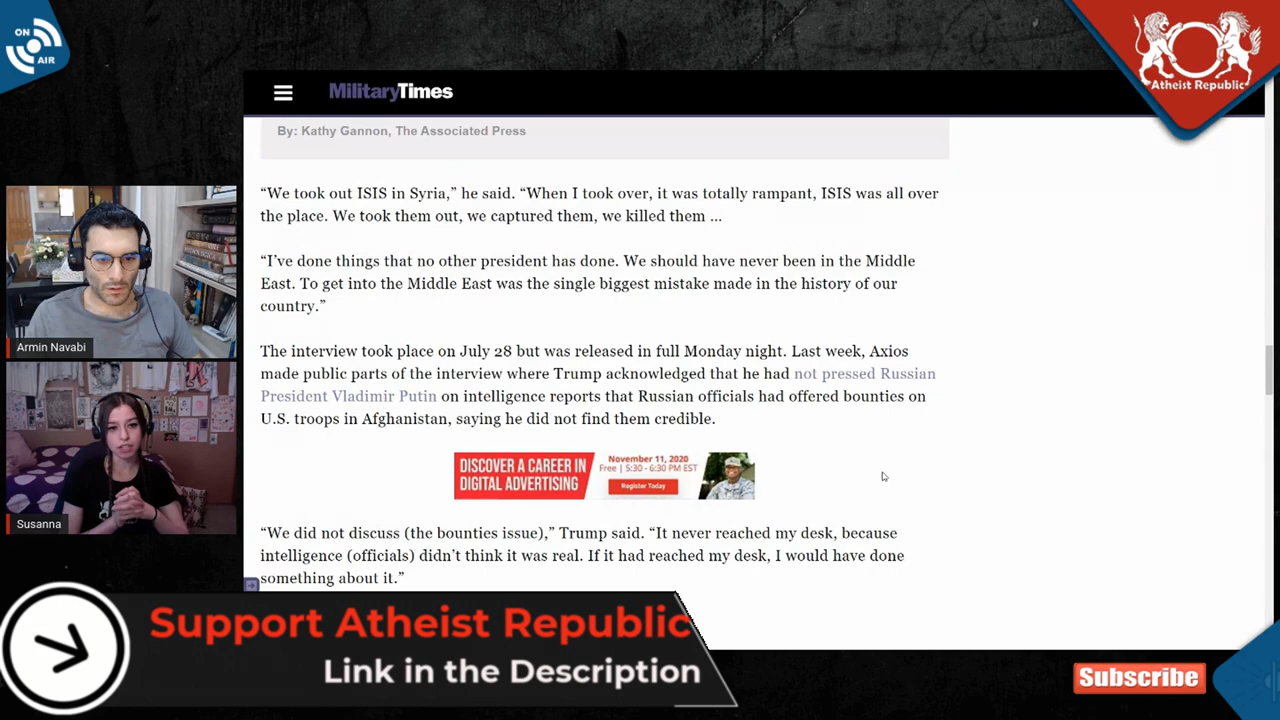 ON
AIR
Atheist Republic
MilitaryTimes
By: Kathy Gannon, The Associated Press
“We took out ISIS in Syria,” he said. “When I took over, it was totally rampant, ISIS was all over
the place. We took them out, we captured them, we killed them ...
“I’ve done things that no other president has done. We should have never been in the Middle
East. To get into the Middle East was the single biggest mistake made in the history of our
country.”
The interview took place on July 28 but was released in full Monday night. Last week, Axios
made public parts of the interview where Trump acknowledged that he had not pressed Russian
President Vladimir Putin on intelligence reports that Russian officials had offered bounties on
U.S. troops in Afghanistan, saying he did not find them credible.
DISCOVER A CAREER IN
DIGITAL ADVERTISING
November 11, 2020
Free | 5:30 - 6:30 PM EST
Register Today
“We did not discuss (the bounties issue),” Trump said. “It never reached my desk, because
intelligence (officials) didn’t think it was real. If it had reached my desk, I would have done
something about it.”
Armin Navabi
Susanna
Support Atheist Republic
Link in the Description
Subscribe